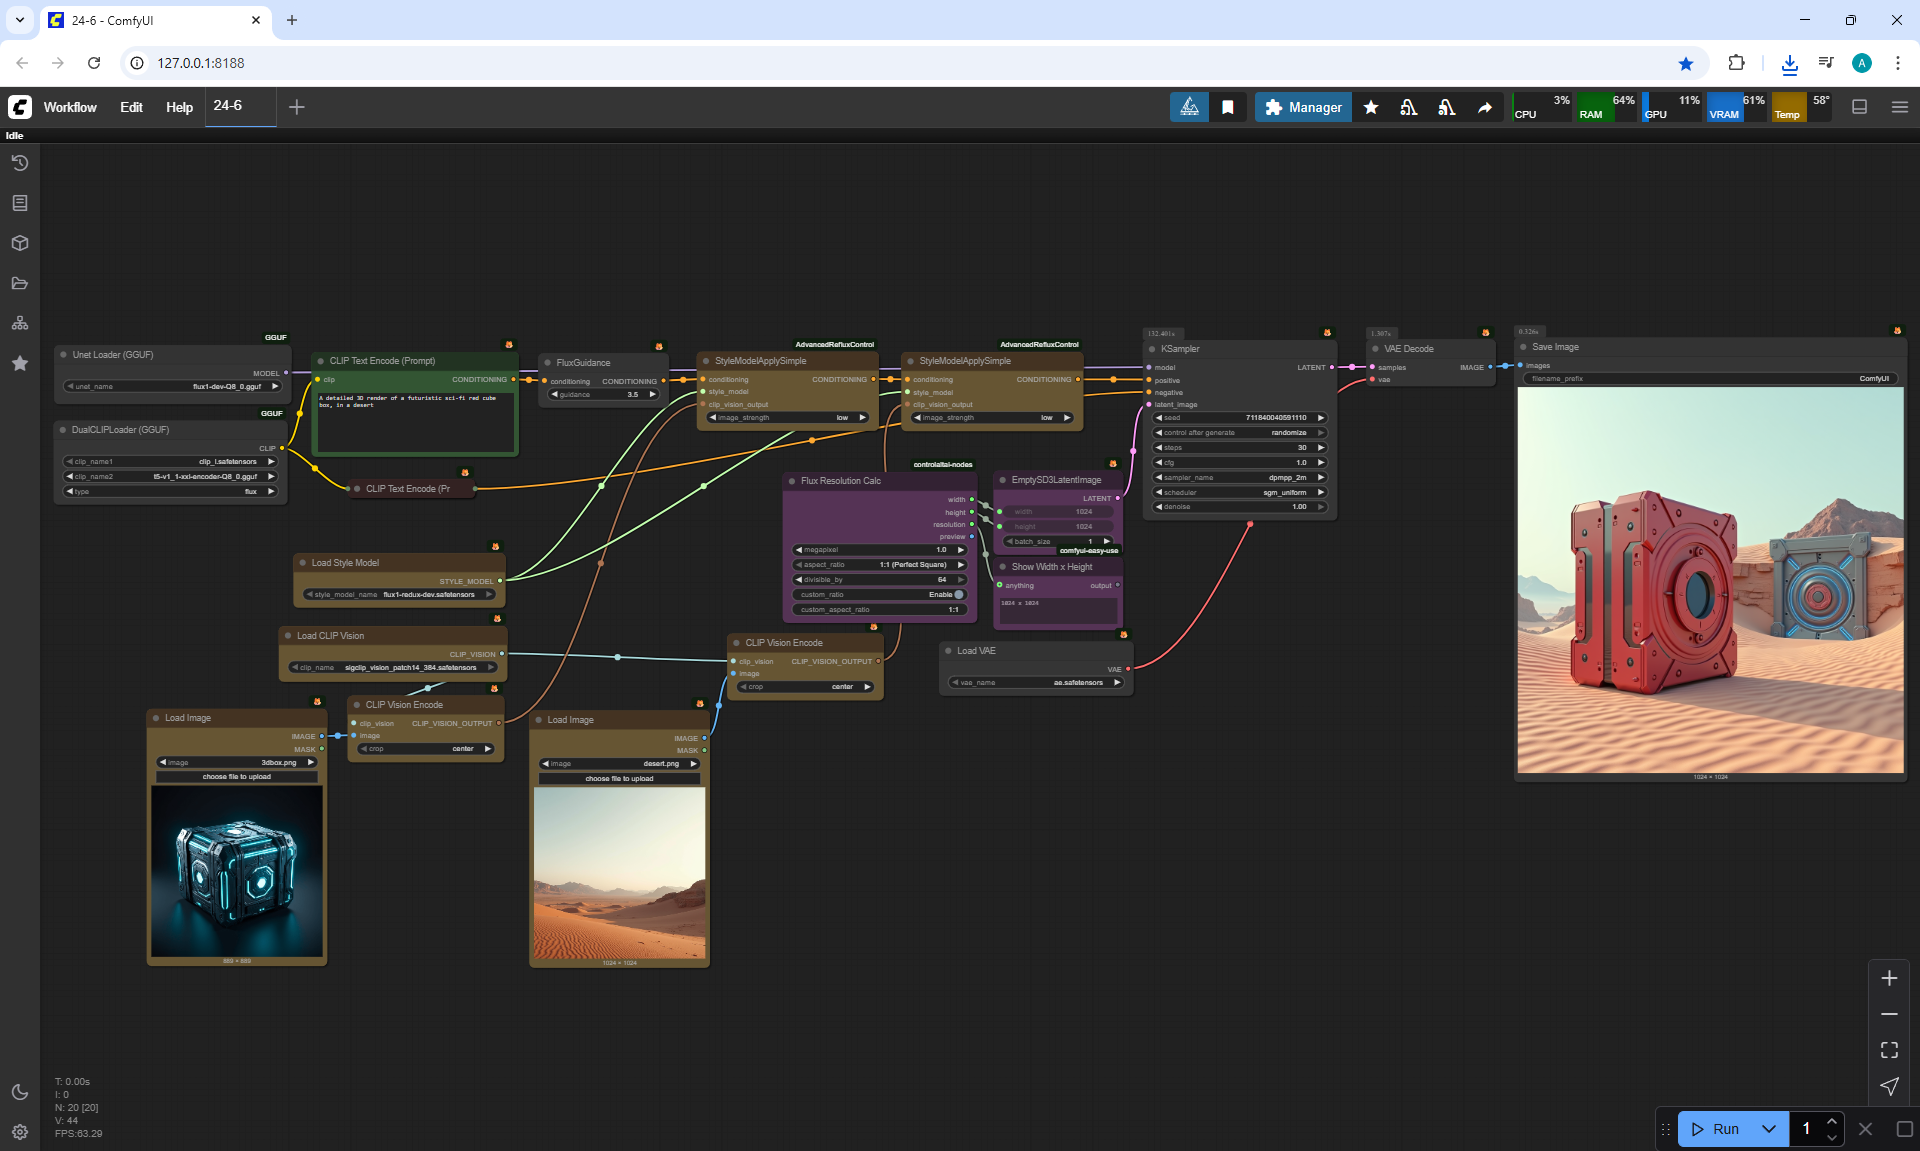 24-6 - ComfyUI
127.0.0.1:8188
A
Workflow
Edit
Help
24-6
Manager
3%
CPU
64%
RAM
11%
GPU
61%
VRAM
58°
Temp
Idle
GGUF
Unet Loader (GGUF)
MODEL
unet_name flux1-dev-Q8_0.gguf
GGUF
DualCLIPLoader (GGUF)
CLIP
clip_name1 clip_l.safetensors
clip_name2 t5-v1_1-xxl-encoder-Q8_0.gguf
type flux
CLIP Text Encode (Prompt)
clip CONDITIONING
A detailed 3D render of a futuristic sci-fi red cube
box, in a desert
CLIP Text Encode (Pr
FluxGuidance
conditioning CONDITIONING
guidance 3.5
AdvancedRefluxControl
StyleModelApplySimple
conditioning CONDITIONING
style_model
clip_vision_output
image_strength low
AdvancedRefluxControl
StyleModelApplySimple
conditioning CONDITIONING
style_model
clip_vision_output
image_strength low
132.401s
KSampler
model LATENT
positive
negative
latent_image
seed 711840040591110
control after generate randomize
steps 30
cfg 1.0
sampler_name dpmpp_2m
scheduler sgm_uniform
denoise 1.00
1.307s
VAE Decode
samples IMAGE
vae
0.326s
Save Image
images
filename_prefix ComfyUI
1024 × 1024
controlaltai-nodes
Flux Resolution Calc
width
height
resolution
preview
megapixel 1.0
aspect_ratio 1:1 (Perfect Square)
divisible_by 64
custom_ratio Enable
custom_aspect_ratio 1:1
EmptySD3LatentImage
LATENT
width 1024
height 1024
batch_size 1
comfyui-easy-use
Show Width x Height
anything output
1024 x 1024
Load Style Model
STYLE_MODEL
style_model_name flux1-redux-dev.safetensors
Load CLIP Vision
CLIP_VISION
clip_name sigclip_vision_patch14_384.safetensors
CLIP Vision Encode
clip_vision CLIP_VISION_OUTPUT
image
crop center
Load VAE
VAE
vae_name ae.safetensors
CLIP Vision Encode
clip_vision CLIP_VISION_OUTPUT
image
crop center
Load Image
IMAGE
MASK
image 3dbox.png
choose file to upload
889 × 889
Load Image
IMAGE
MASK
image desert.png
choose file to upload
1024 × 1024
T: 0.00s
I: 0
N: 20 [20]
V: 44
FPS:63.29
Run
1